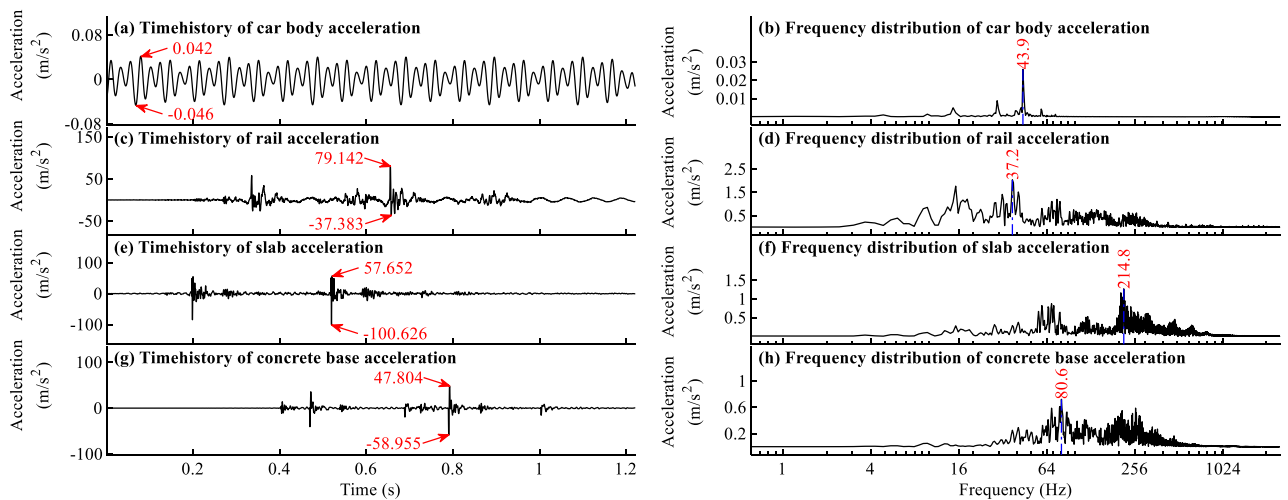 (a) Timehistory of car body acceleration
Acceleration
(m/s²)
0.08
0
-0.08
0.042
-0.046
(c) Timehistory of rail acceleration
Acceleration
(m/s²)
150
50
-50
79.142
-37.383
(e) Timehistory of slab acceleration
Acceleration
(m/s²)
100
0
-100
57.652
-100.626
(g) Timehistory of concrete base acceleration
Acceleration
(m/s²)
100
0
-100
47.804
-58.955
0.2 0.4 0.6 0.8 1 1.2
Time (s)
(b) Frequency distribution of car body acceleration
Acceleration
(m/s²)
0.03
0.02
0.01
43.9
(d) Frequency distribution of rail acceleration
Acceleration
(m/s²)
2.5
1.5
0.5
37.2
(f) Frequency distribution of slab acceleration
Acceleration
(m/s²)
1.5
1
0.5
214.8
(h) Frequency distribution of concrete base acceleration
Acceleration
(m/s²)
1
0.6
0.2
80.6
1 4 16 64 256 1024
Frequency (Hz)